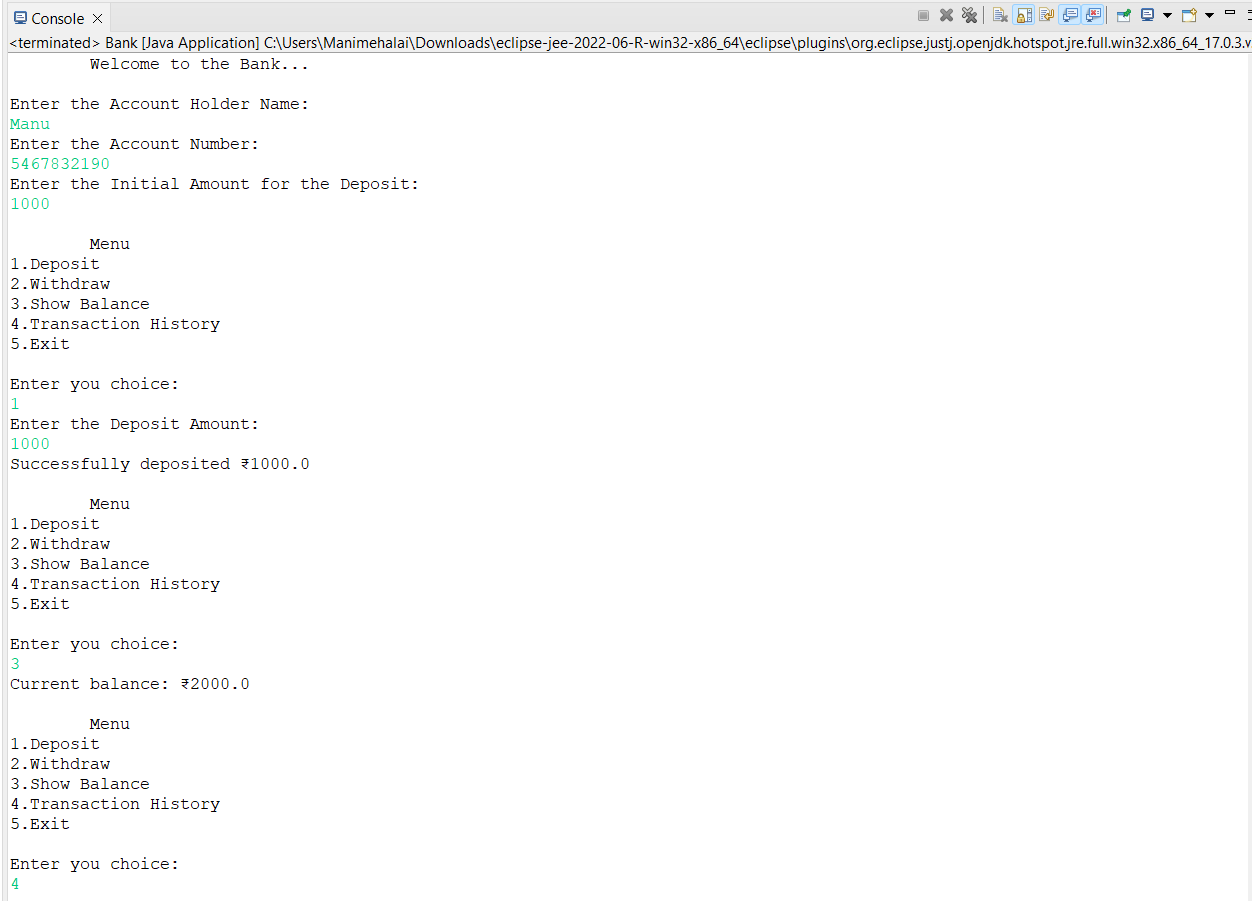 Console
<terminated> Bank [Java Application] C:\Users\Manimehalai\Downloads\eclipse-jee-2022-06-R-win32-x86_64\eclipse\plugins\org.eclipse.justj.openjdk.hotspot.jre.full.win32.x86_64_17.0.3.v
Welcome to the Bank...
Enter the Account Holder Name:
Manu
Enter the Account Number:
5467832190
Enter the Initial Amount for the Deposit:
1000
Menu
1.Deposit
2.Withdraw
3.Show Balance
4.Transaction History
5.Exit
Enter you choice:
1
Enter the Deposit Amount:
1000
Successfully deposited ₹1000.0
Menu
1.Deposit
2.Withdraw
3.Show Balance
4.Transaction History
5.Exit
Enter you choice:
3
Current balance: ₹2000.0
Menu
1.Deposit
2.Withdraw
3.Show Balance
4.Transaction History
5.Exit
Enter you choice:
4